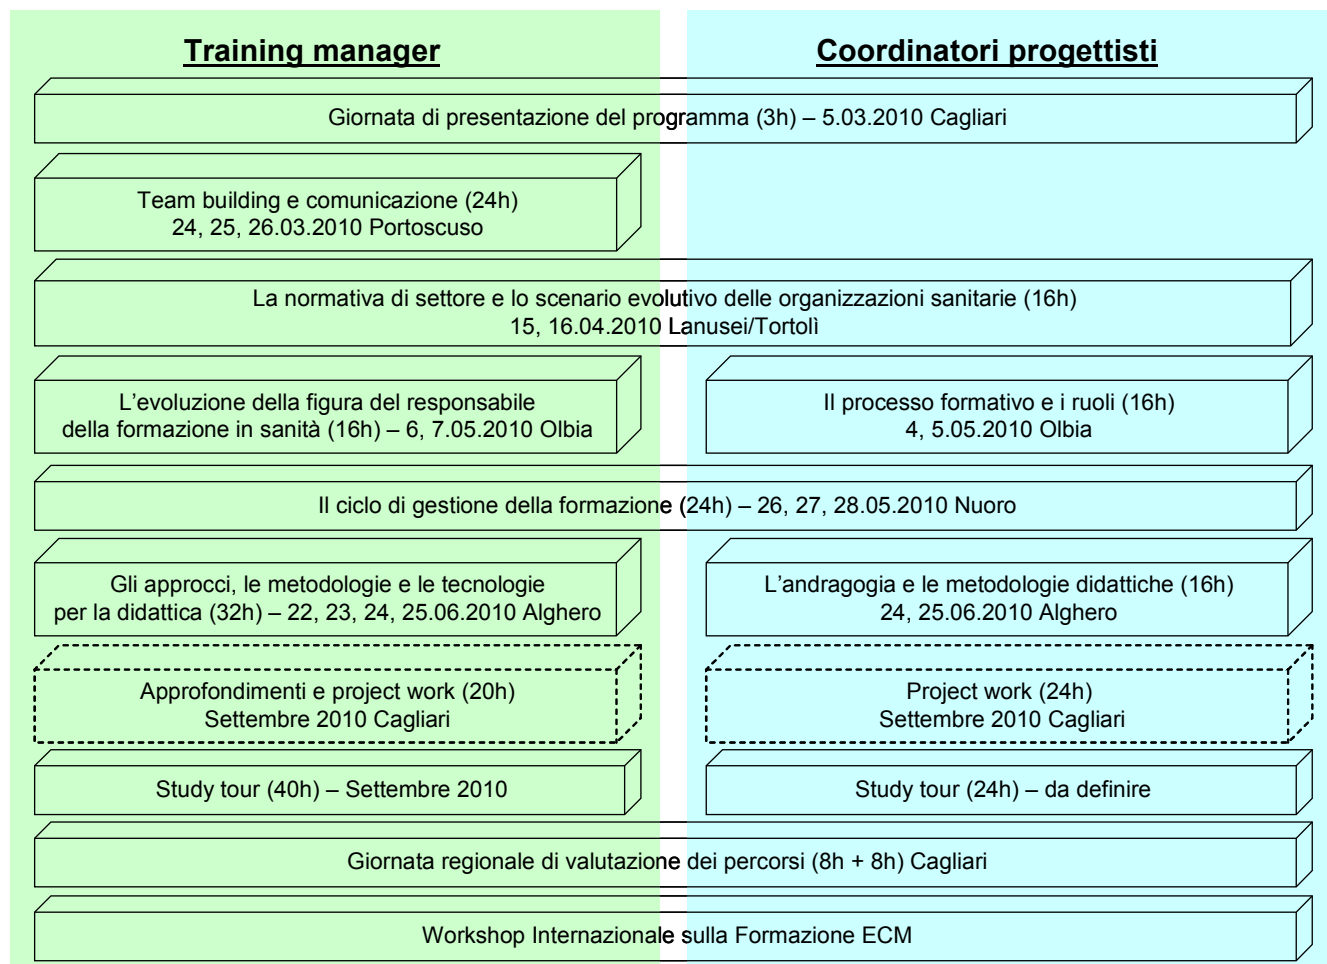 Training manager
Coordinatori progettisti
Giornata di presentazione del programma (3h) – 5.03.2010 Cagliari
Team building e comunicazione (24h)
24, 25, 26.03.2010 Portoscuso
La normativa di settore e lo scenario evolutivo delle organizzazioni sanitarie (16h)
15, 16.04.2010 Lanusei/Tortolì
L'evoluzione della figura del responsabile
della formazione in sanità (16h) – 6, 7.05.2010 Olbia
Il processo formativo e i ruoli (16h)
4, 5.05.2010 Olbia
Il ciclo di gestione della formazione (24h) – 26, 27, 28.05.2010 Nuoro
Gli approcci, le metodologie e le tecnologie
per la didattica (32h) – 22, 23, 24, 25.06.2010 Alghero
L'andragogia e le metodologie didattiche (16h)
24, 25.06.2010 Alghero
Approfondimenti e project work (20h)
Settembre 2010 Cagliari
Project work (24h)
Settembre 2010 Cagliari
Study tour (40h) – Settembre 2010
Study tour (24h) – da definire
Giornata regionale di valutazione dei percorsi (8h + 8h) Cagliari
Workshop Internazionale sulla Formazione ECM